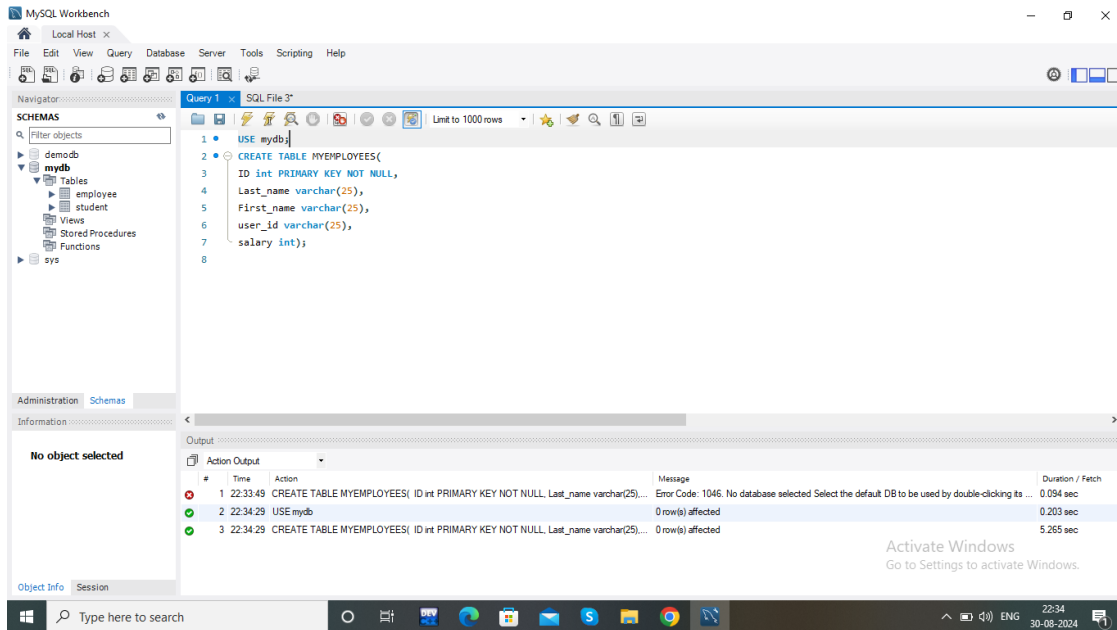 MySQL Workbench
Local Host
File Edit View Query Database Server Tools Scripting Help
Navigator
Query 1 SQL File 3*
SCHEMAS
Filter objects
Limit to 1000 rows
demodb
mydb
Tables
employee
student
Views
Stored Procedures
Functions
sys
1 USE mydb;
2 CREATE TABLE MYEMPLOYEES(
3 ID int PRIMARY KEY NOT NULL,
4 Last_name varchar(25),
5 First_name varchar(25),
6 user_id varchar(25),
7 salary int);
8
Administration Schemas
Information
No object selected
Output
Action Output
# Time Action Message Duration / Fetch
1 22:33:49 CREATE TABLE MYEMPLOYEES( ID int PRIMARY KEY NOT NULL, Last_name varchar(25),... Error Code: 1046. No database selected Select the default DB to be used by double-clicking its ... 0.094 sec
2 22:34:29 USE mydb 0 row(s) affected 0.203 sec
3 22:34:29 CREATE TABLE MYEMPLOYEES( ID int PRIMARY KEY NOT NULL, Last_name varchar(25),... 0 row(s) affected 5.265 sec
Activate Windows
Go to Settings to activate Windows.
Object Info Session
Type here to search
DEV
S
ENG
22:34
30-08-2024
1